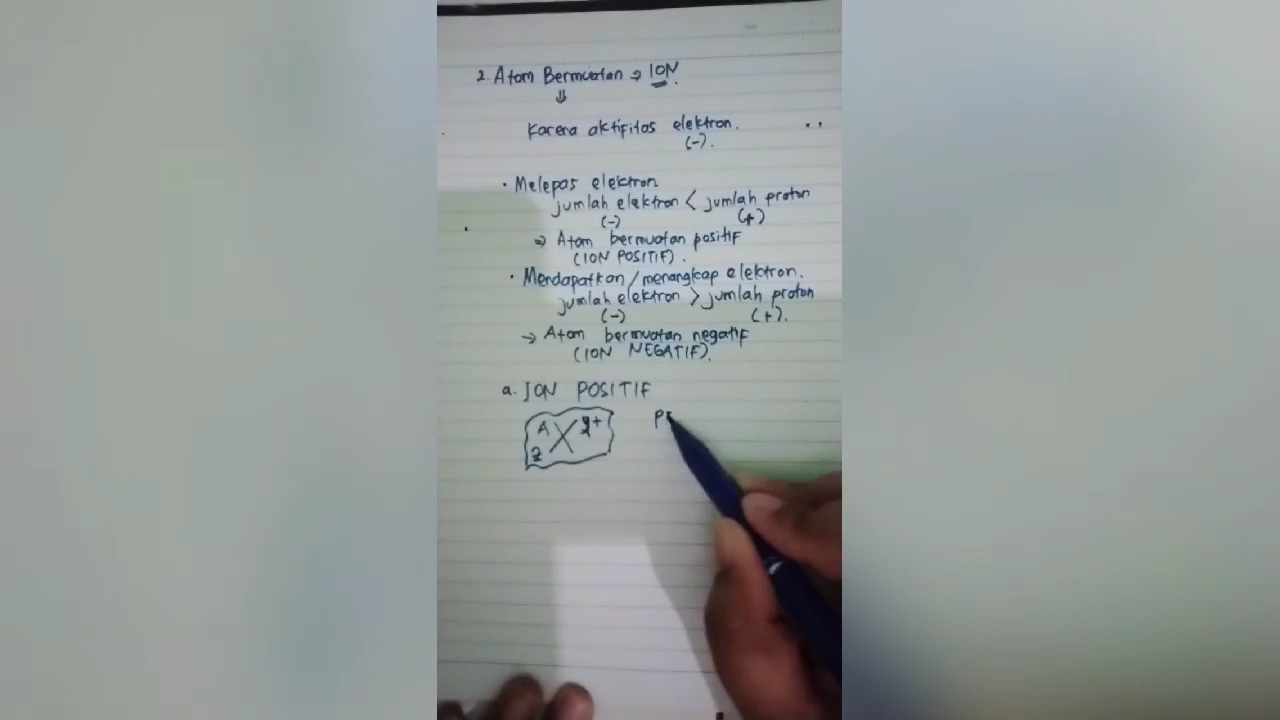 2. Atom Bermuatan → ION.
⇓
Karena aktifitas elektron.
(-).
• Melepas elektron
jumlah elektron < jumlah proton
(-) (+)
⇒ Atom bermuatan positif
(ION POSITIF).
• Mendapatkan/menangkap elektron.
jumlah elektron > jumlah proton
(-) (+).
→ Atom bermuatan negatif
(ION NEGATIF).
a. ION POSITIF
A X y+
Z